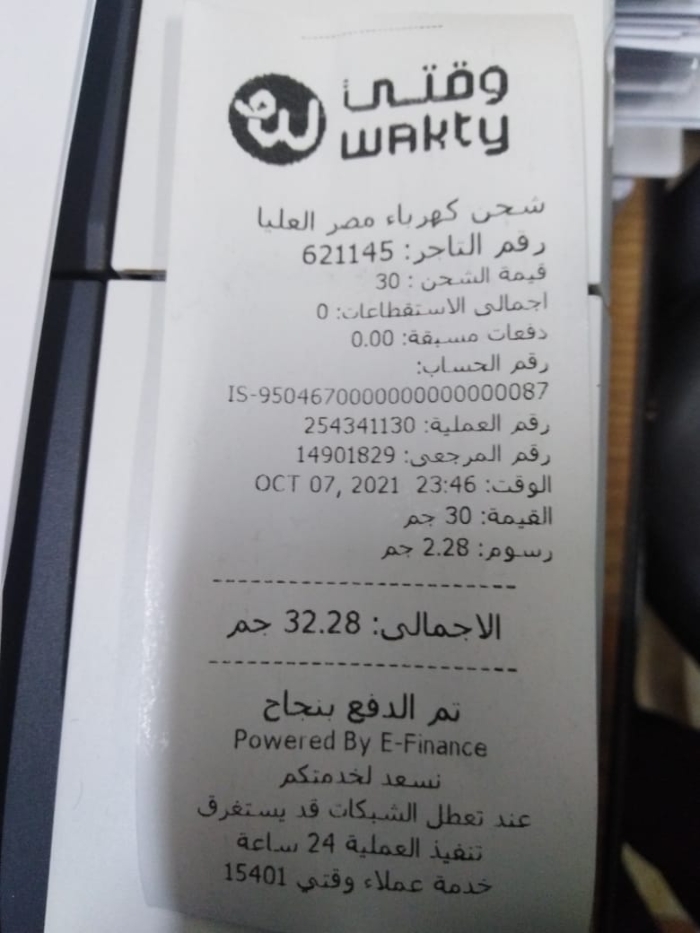 وقتي
WAKTY
شحن كهرباء مصر العليا
رقم التاجر: 621145
قيمة الشحن : 30
اجمالى الاستقطاعات: 0
دفعات مسبقة: 0.00
رقم الحساب:
IS-9504670000000000000087
رقم العملية: 254341130
رقم المرجعى: 14901829
الوقت: OCT 07, 2021 23:46
القيمة: 30 جم
رسوم: 2.28 جم
الاجمالى: 32.28 جم
تم الدفع بنجاح
Powered By E-Finance
نسعد لخدمتكم
عند تعطل الشبكات قد يستغرق
تنفيذ العملية 24 ساعة
خدمة عملاء وقتي 15401